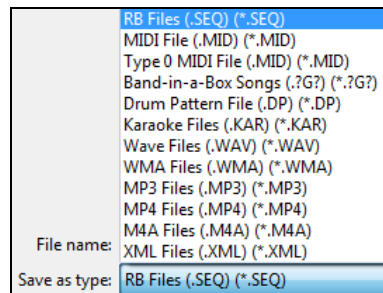 RB Files (.SEQ) (*.SEQ)
MIDI File (.MID) (*.MID)
Type 0 MIDI File (.MID) (*.MID)
Band-in-a-Box Songs (.?G?) (*.?G?)
Drum Pattern File (.DP) (*.DP)
Karaoke Files (.KAR) (*.KAR)
Wave Files (.WAV) (*.WAV)
WMA Files (.WMA) (*.WMA)
MP3 Files (.MP3) (*.MP3)
MP4 Files (.MP4) (*.MP4)
M4A Files (.M4A) (*.M4A)
File name: XML Files (.XML) (*.XML)
Save as type: RB Files (.SEQ) (*.SEQ)